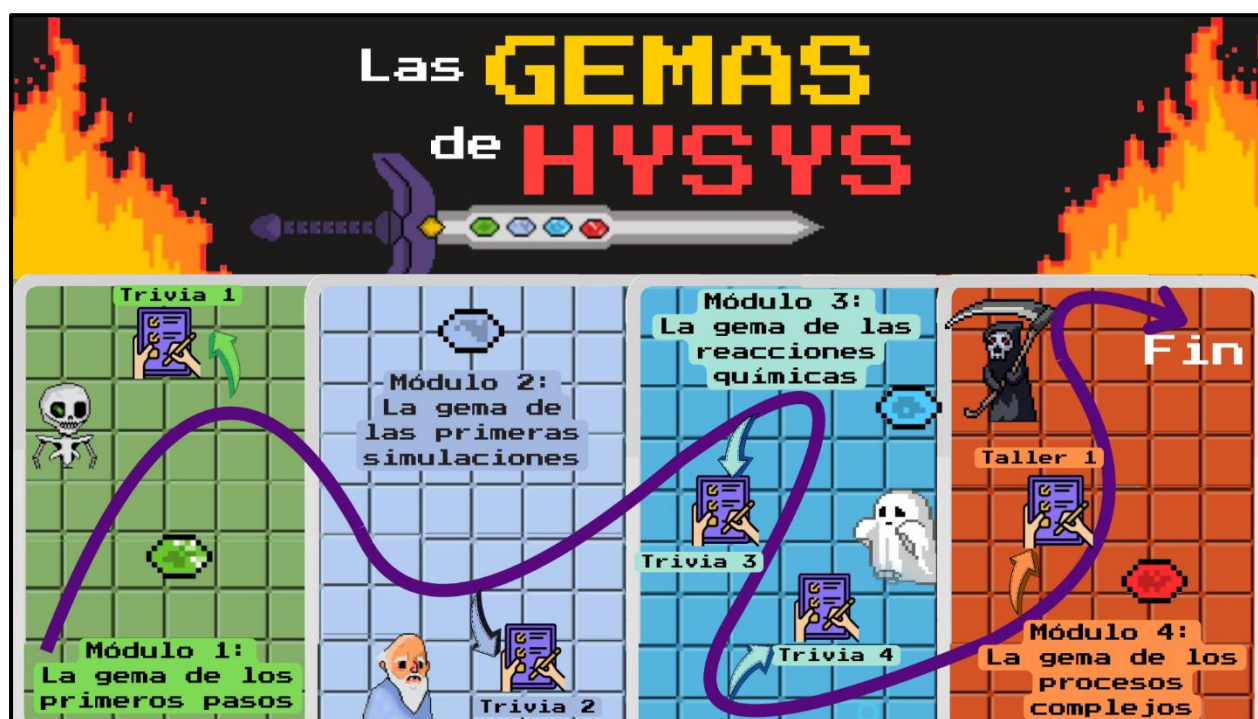 Las GEMAS
de HYSYS
Trivia 1
Módulo 1:
La gema de los
primeros pasos
Módulo 2:
La gema de
las primeras
simulaciones
Trivia 2
Módulo 3:
La gema de las
reacciones
químicas
Trivia 3
Trivia 4
Fin
Taller 1
Módulo 4:
La gema de los
procesos
complejos